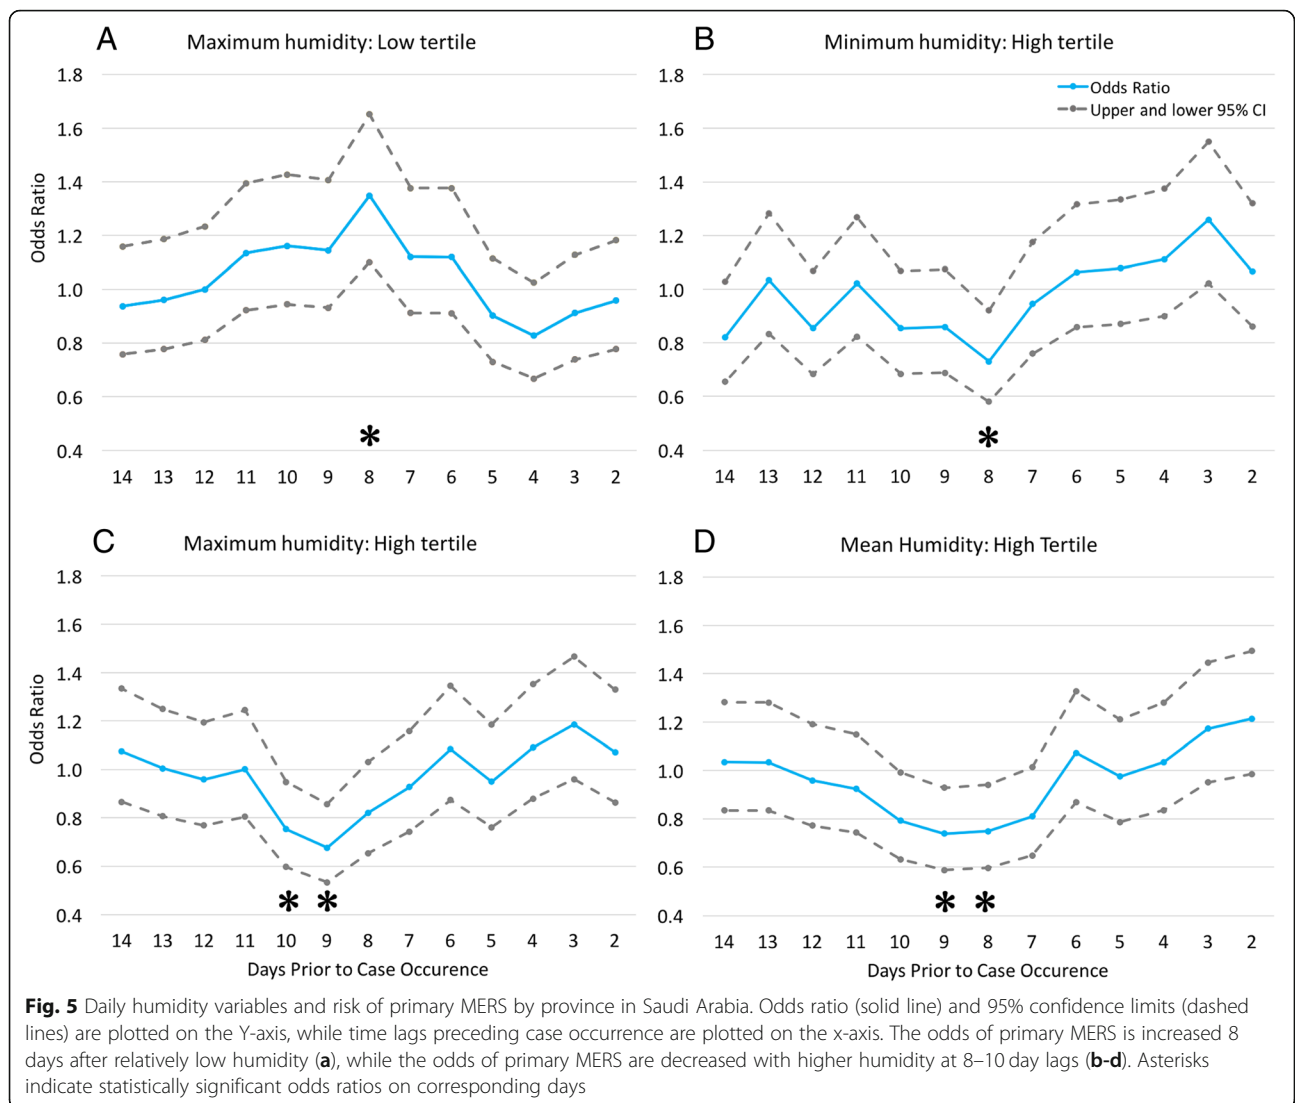 A Maximum humidity: Low tertile
1.8
1.6
1.4
1.2
1.0
0.8
0.6
0.4
Odds Ratio
*
14 13 12 11 10 9 8 7 6 5 4 3 2
B Minimum humidity: High tertile
Odds Ratio
Upper and lower 95% CI
1.8
1.6
1.4
1.2
1.0
0.8
0.6
0.4
*
14 13 12 11 10 9 8 7 6 5 4 3 2
C Maximum humidity: High tertile
1.8
1.6
1.4
1.2
1.0
0.8
0.6
0.4
Odds Ratio
* *
14 13 12 11 10 9 8 7 6 5 4 3 2
Days Prior to Case Occurence
D Mean Humidity: High Tertile
1.8
1.6
1.4
1.2
1.0
0.8
0.6
0.4
* *
14 13 12 11 10 9 8 7 6 5 4 3 2
Days Prior to Case Occurence
Fig. 5 Daily humidity variables and risk of primary MERS by province in Saudi Arabia. Odds ratio (solid line) and 95% confidence limits (dashed
lines) are plotted on the Y-axis, while time lags preceding case occurrence are plotted on the x-axis. The odds of primary MERS is increased 8
days after relatively low humidity (a), while the odds of primary MERS are decreased with higher humidity at 8–10 day lags (b-d). Asterisks
indicate statistically significant odds ratios on corresponding days